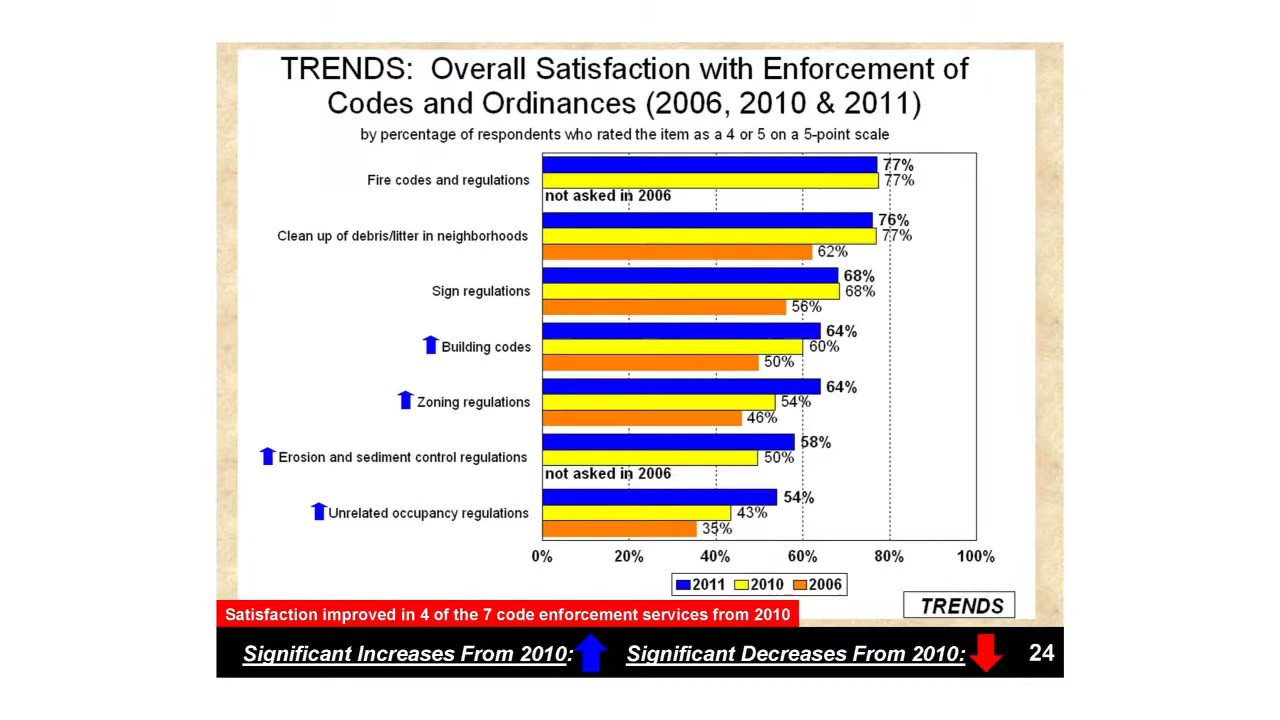 TRENDS: Overall Satisfaction with Enforcement of
Codes and Ordinances (2006, 2010 & 2011)
by percentage of respondents who rated the item as a 4 or 5 on a 5-point scale
77%
Fire codes and regulations
77%
not asked in 2006
76%
Clean up of debris/litter in neighborhoods
77%
62%
68%
Sign regulations
68%
56%
64%
Building codes
60%
50%
64%
Zoning regulations
54%
46%
58%
Erosion and sediment control regulations
50%
not asked in 2006
54%
Unrelated occupancy regulations
43%
35%
0% 20% 40% 60% 80% 100%
2011 2010 2006
TRENDS
Satisfaction improved in 4 of the 7 code enforcement services from 2010
Significant Increases From 2010: Significant Decreases From 2010: 24